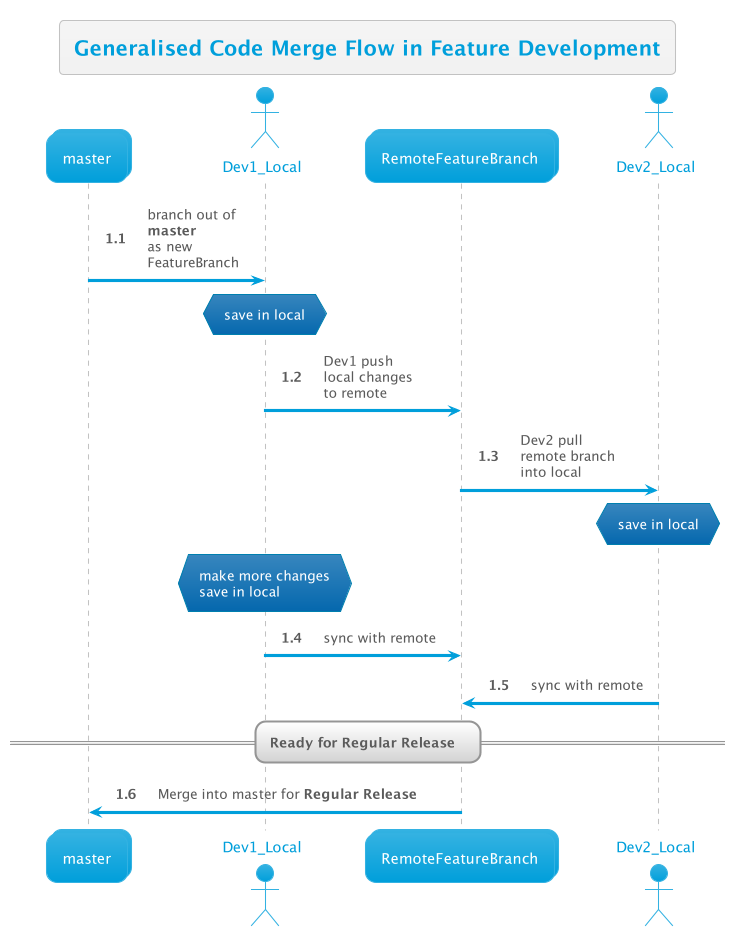 Generalised Code Merge Flow in Feature Development
master
Dev1_Local
RemoteFeatureBranch
Dev2_Local
1.1
branch out of
master
as new
FeatureBranch
save in local
1.2
Dev1 push
local changes
to remote
1.3
Dev2 pull
remote branch
into local
save in local
make more changes
save in local
1.4 sync with remote
1.5 sync with remote
Ready for Regular Release
1.6 Merge into master for Regular Release
master
Dev1_Local
RemoteFeatureBranch
Dev2_Local